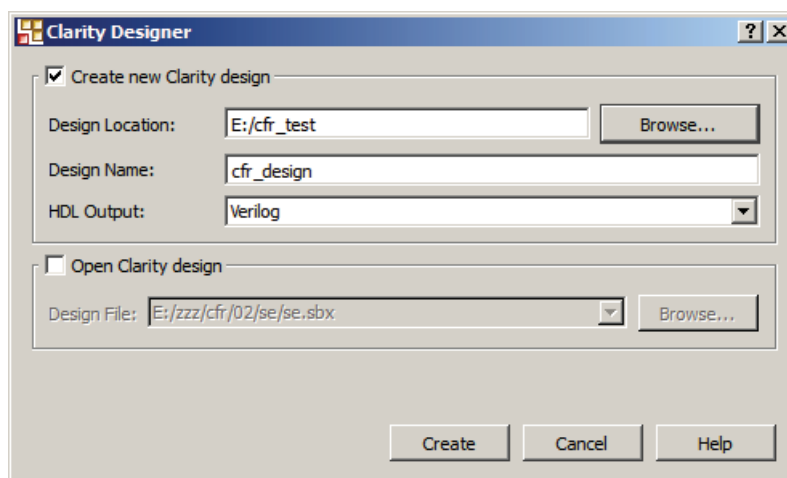 Clarity Designer
Create new Clarity design
Design Location: E:/cfr_test Browse...
Design Name: cfr_design
HDL Output: Verilog
Open Clarity design
Design File: E:/zzz/cfr/02/se/se.sbx Browse...
Create Cancel Help